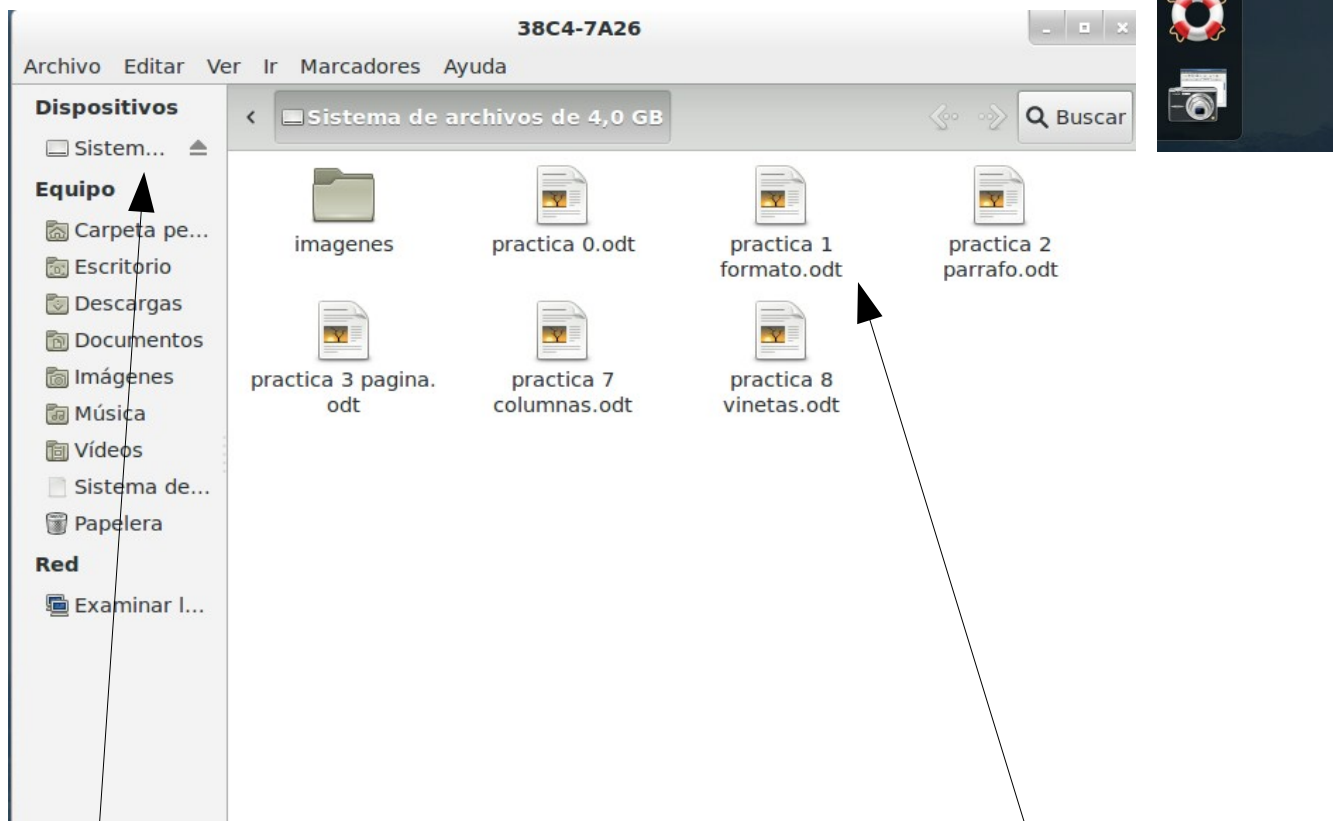 38C4-7A26
Archivo Editar Ver Ir Marcadores Ayuda
Dispositivos
Sistem...
Equipo
Carpeta pe...
Escritorio
Descargas
Documentos
Imágenes
Música
Vídeos
Sistema de...
Papelera
Red
Examinar l...
Sistema de archivos de 4,0 GB
Buscar
imagenes
practica 0.odt
practica 1
formato.odt
practica 2
parrafo.odt
practica 3 pagina.
odt
practica 7
columnas.odt
practica 8
vinetas.odt